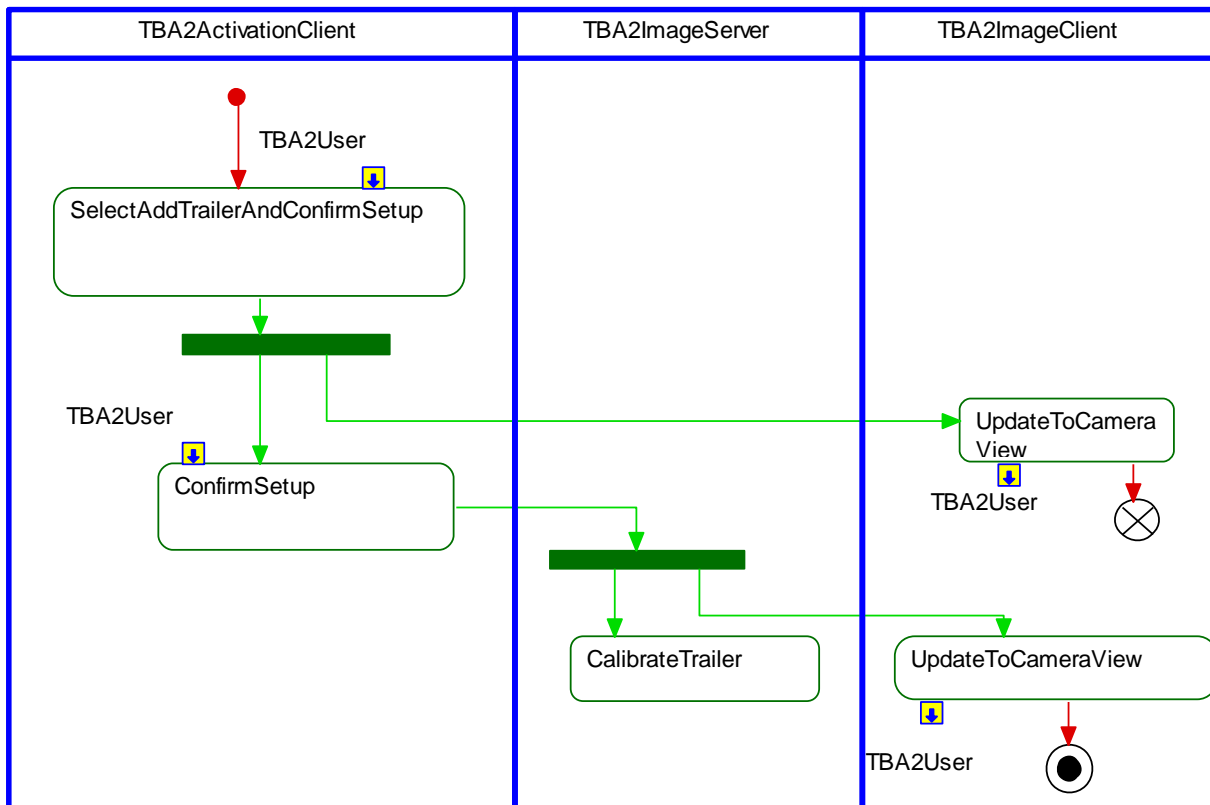 TBA2ActivationClient
TBA2ImageServer
TBA2ImageClient
TBA2User
SelectAddTrailerAndConfirmSetup
TBA2User
UpdateToCamera
View
ConfirmSetup
TBA2User
CalibrateTrailer
UpdateToCameraView
TBA2User